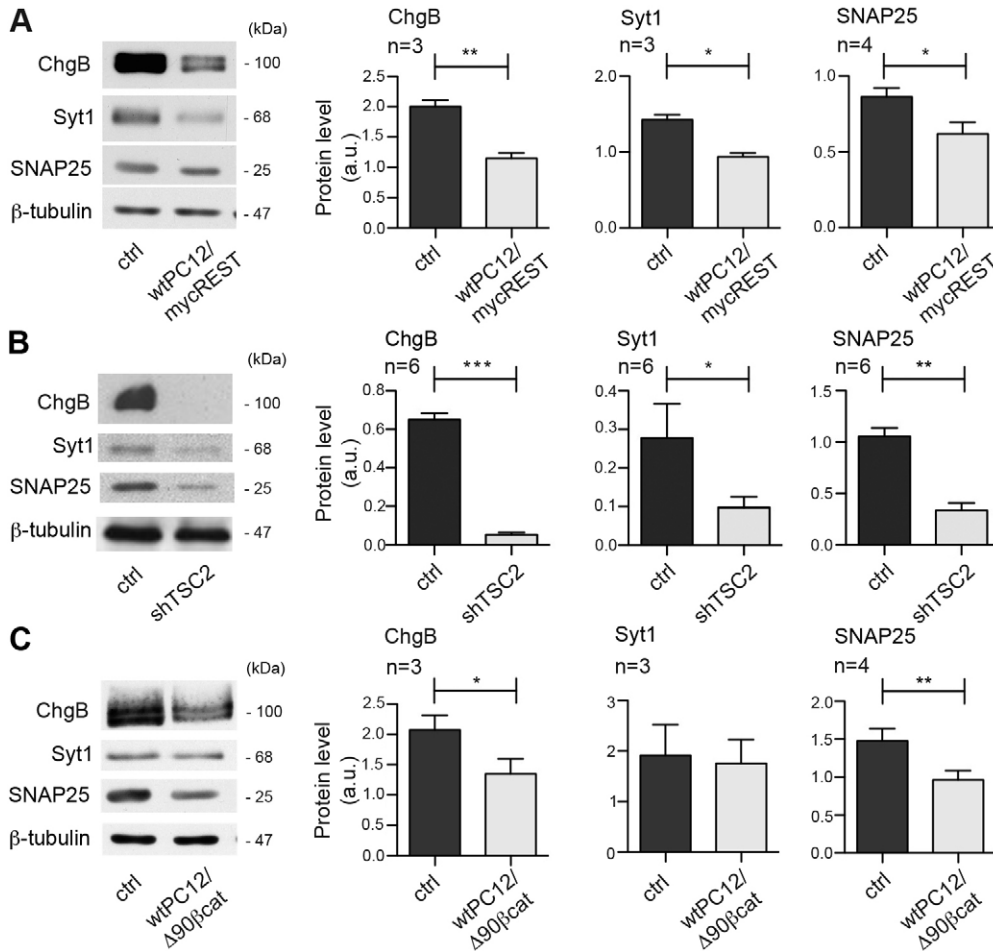 A
(kDa)
ChgB
- 100
Syt1
- 68
SNAP25
- 25
β-tubulin
- 47
ctrl
wtPC12/
mycREST
ChgB
n=3
**
Protein level
(a.u.)
2.5
2.0
1.5
1.0
0.5
0.0
ctrl
wtPC12/
mycREST
Syt1
n=3
*
2.0
1.0
0.0
ctrl
wtPC12/
mycREST
SNAP25
n=4
*
1.0
0.5
0.0
ctrl
wtPC12/
mycREST
B
(kDa)
ChgB
- 100
Syt1
- 68
SNAP25
- 25
β-tubulin
- 47
ctrl
shTSC2
ChgB
n=6
***
Protein level
(a.u.)
0.8
0.6
0.4
0.2
0.0
ctrl
shTSC2
Syt1
n=6
*
0.4
0.3
0.2
0.1
0.0
ctrl
shTSC2
SNAP25
n=6
**
1.5
1.0
0.5
0.0
ctrl
shTSC2
C
(kDa)
ChgB
- 100
Syt1
- 68
SNAP25
- 25
β-tubulin
- 47
ctrl
wtPC12/
Δ90βcat
ChgB
n=3
*
Protein level
(a.u.)
2.5
2.0
1.5
1.0
0.5
0.0
ctrl
wtPC12/
Δ90βcat
Syt1
n=3
3
2
1
0
ctrl
wtPC12/
Δ90βcat
SNAP25
n=4
**
2.0
1.5
1.0
0.5
0.0
ctrl
wtPC12/
Δ90βcat